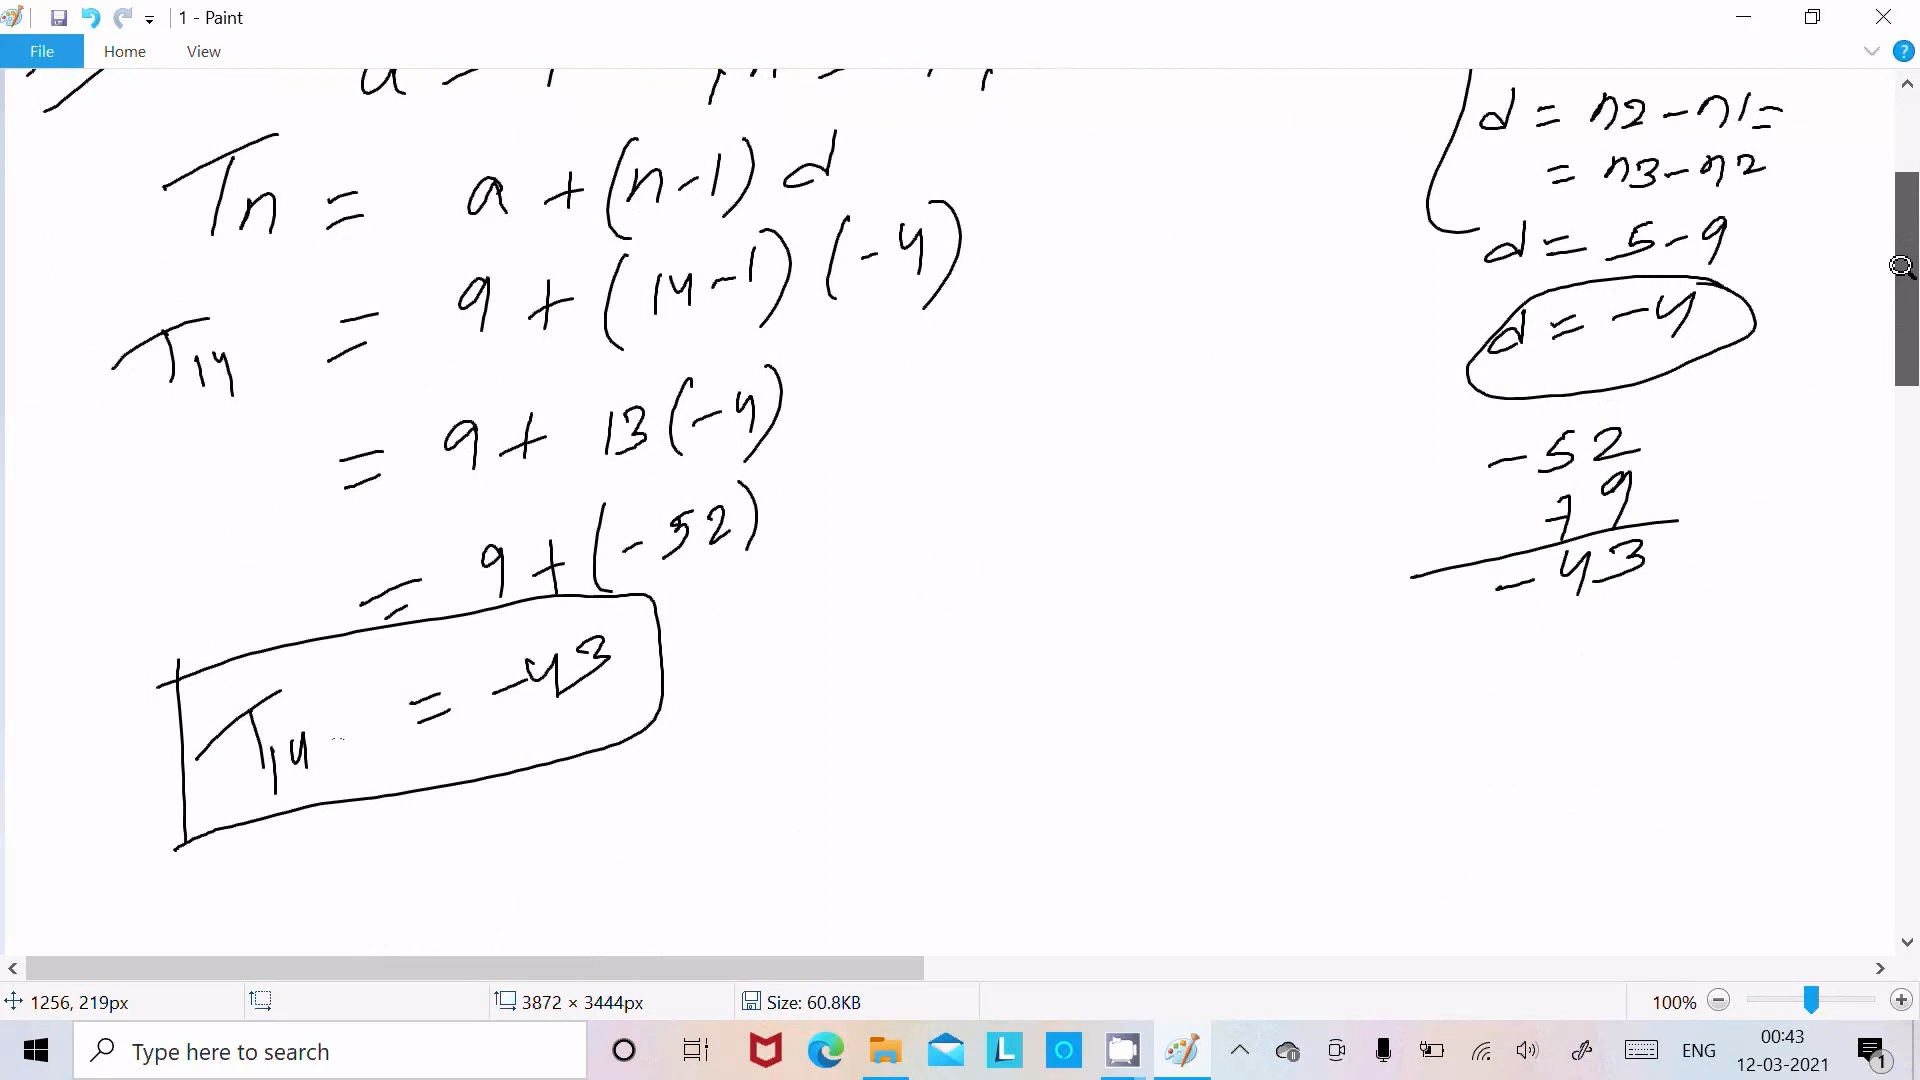 1 - Paint
File Home View
Tn = a + (n-1) d
T14 = 9 + (14-1) (-4)
= 9 + 13(-4)
= 9 + (-52)
T14 = -43
d = n2 - n1 =
= n3 - n2
d = 5 - 9
d = -4
-52
+9
-43
1256, 219px
3872 × 3444px
Size: 60.8KB
100%
Type here to search
ENG
00:43
12-03-2021
1